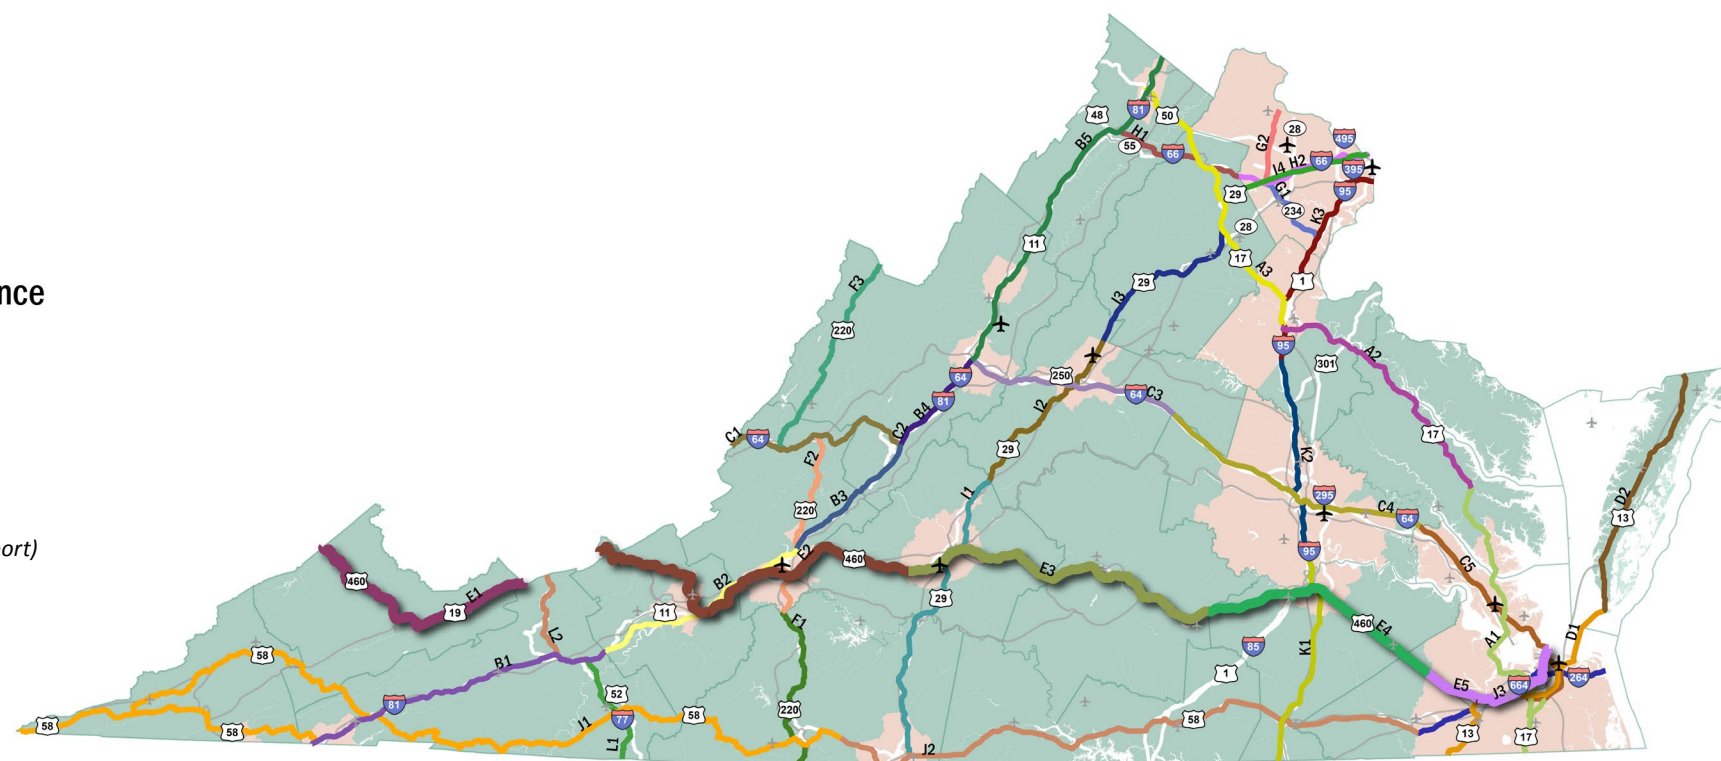 48
81
50
H1
55
B5
66
G2
28
495
I4
H2
66
395
G1
29
95
234
K3
28
11
17
A3
nce
F3
29
1
I3
220
95
A2
301
64
250
64
C3
81
B4
I2
C1
64
C2
17
29
K2
F2
B3
I1
295
D2
220
C4
64
13
ort)
95
E2
460
460
B2
E3
C5
E1
19
11
29
F1
460
E4
L2
A1
D1
K1
85
58
B1
1
E5
J3
664
264
52
81
220
58
77
J1
58
58
58
L1
J2
13
17